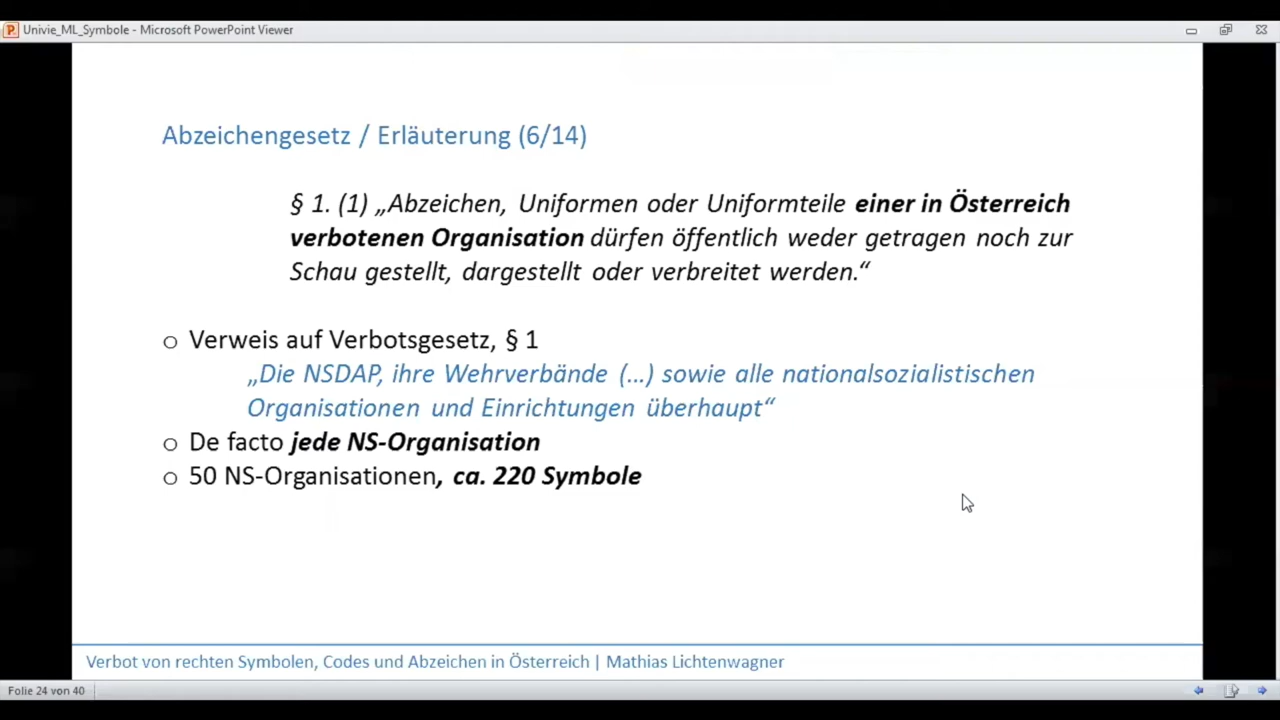 Univie_ML_Symbole - Microsoft PowerPoint Viewer
Abzeichengesetz / Erläuterung (6/14)
§ 1. (1) „Abzeichen, Uniformen oder Uniformteile einer in Österreich
verbotenen Organisation dürfen öffentlich weder getragen noch zur
Schau gestellt, dargestellt oder verbreitet werden.“
o Verweis auf Verbotsgesetz, § 1
„Die NSDAP, ihre Wehrverbände (...) sowie alle nationalsozialistischen
Organisationen und Einrichtungen überhaupt“
o De facto jede NS-Organisation
o 50 NS-Organisationen, ca. 220 Symbole
Verbot von rechten Symbolen, Codes und Abzeichen in Österreich | Mathias Lichtenwagner
Folie 24 von 40